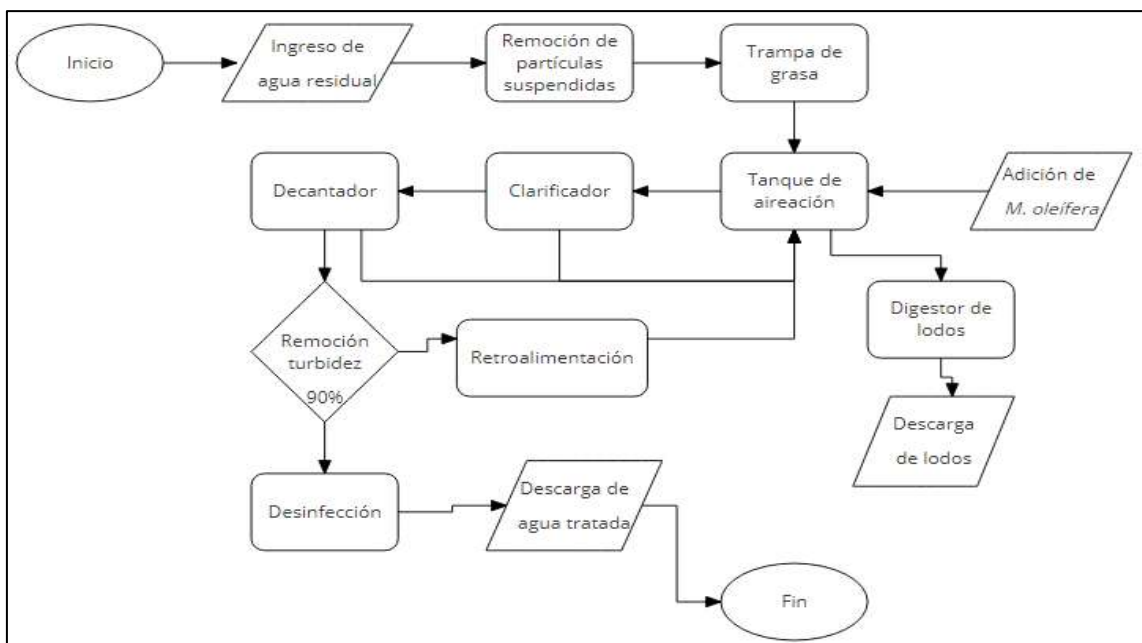 Inicio
Ingreso de
agua residual
Remoción de
partículas
suspendidas
Trampa de
grasa
Decantador
Clarificador
Tanque de
aireación
Adición de
M. oleífera
Remoción
turbidez
90%
Retroalimentación
Digestor de
lodos
Descarga
de lodos
Desinfección
Descarga de
agua tratada
Fin